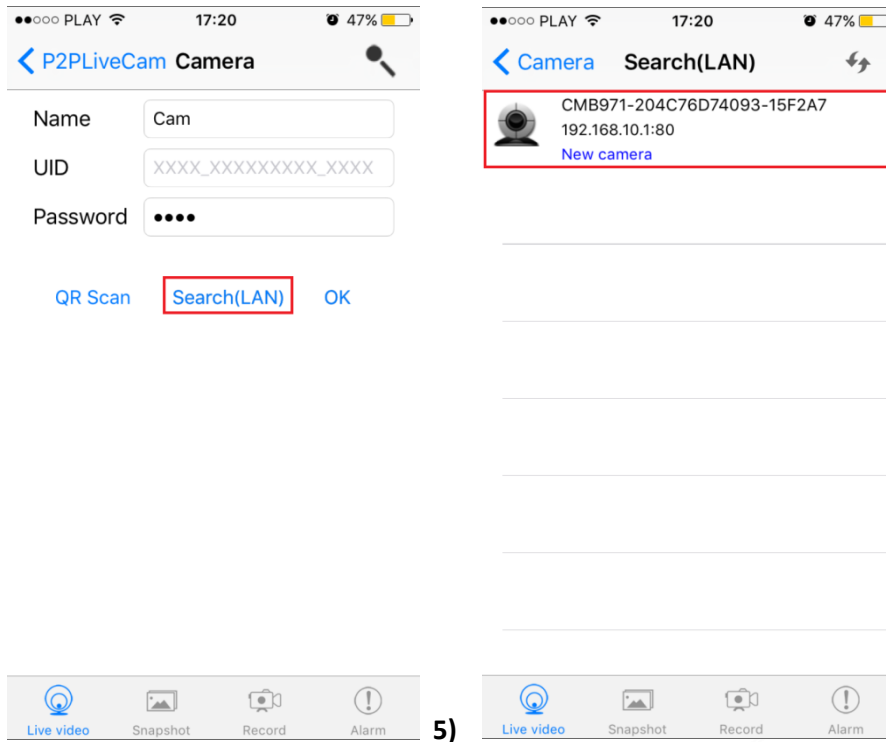 PLAY 17:20 47%
P2PLiveCam Camera
Name Cam
UID XXXX_XXXXXXXXX_XXXX
Password ••••
QR Scan Search(LAN) OK
Live video Snapshot Record Alarm
5)
PLAY 17:20 47%
Camera Search(LAN)
CMB971-204C76D74093-15F2A7
192.168.10.1:80
New camera
Live video Snapshot Record Alarm